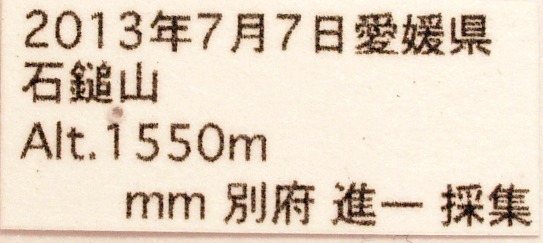 2013年7月7日愛媛県
石鎚山
Alt.1550m
mm 別府 進一 採集